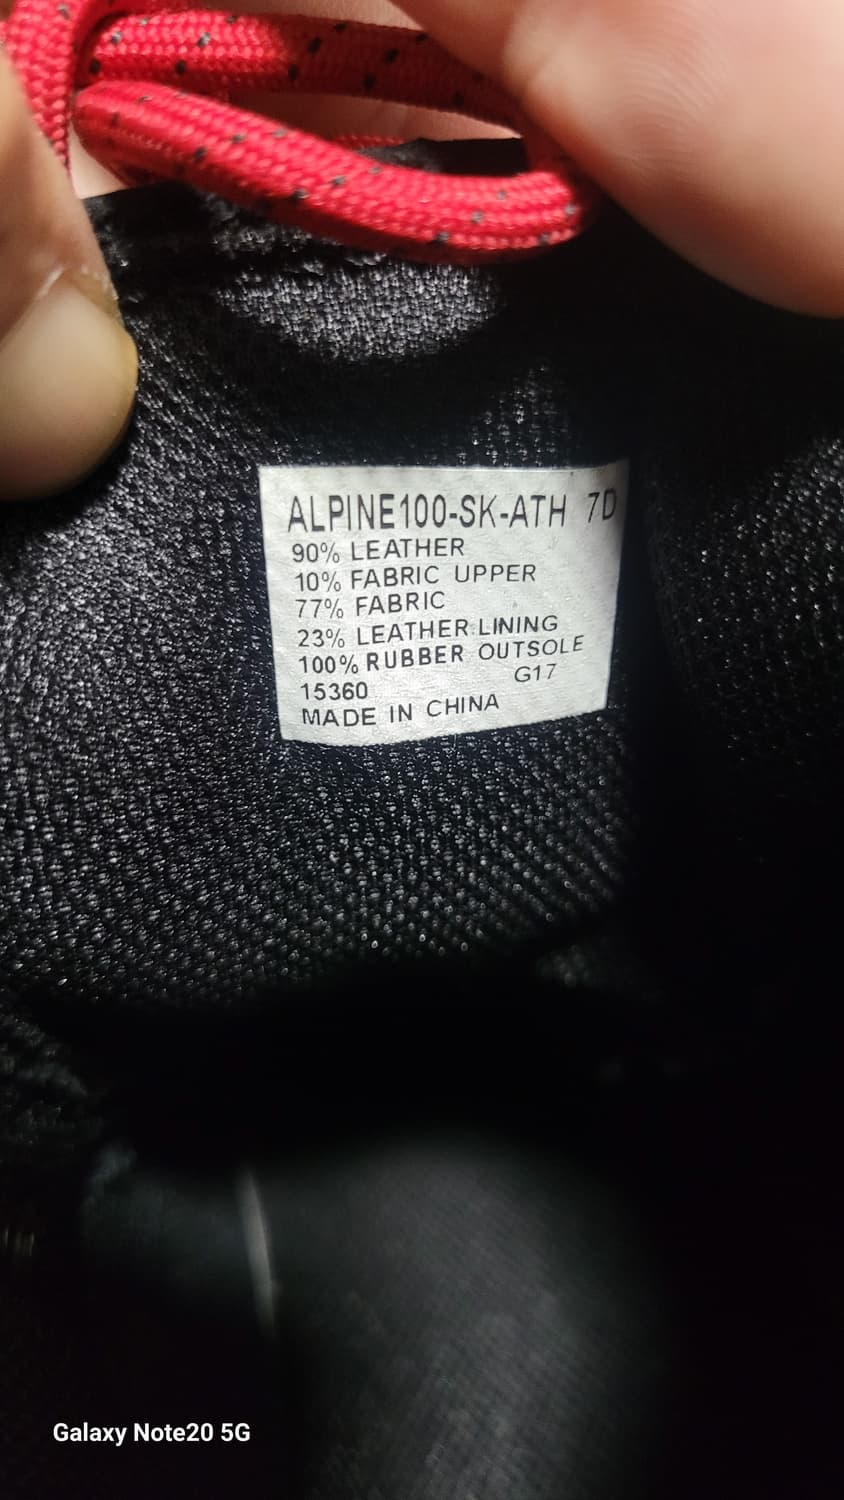 ALPINE100-SK-ATH 7D
90% LEATHER
10% FABRIC UPPER
77% FABRIC
23% LEATHER LINING
100% RUBBER OUTSOLE
15360 G17
MADE IN CHINA
Galaxy Note20 5G